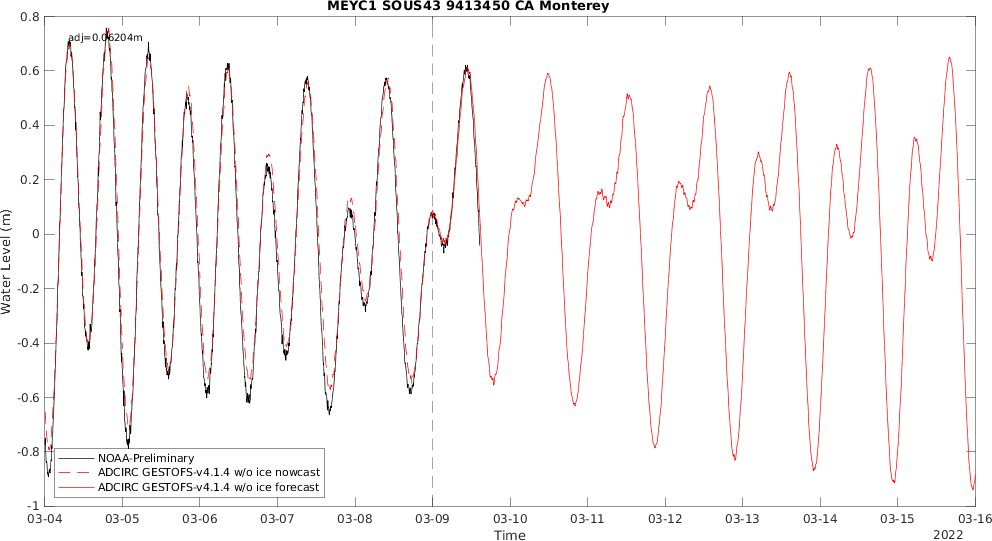 MEYC1 SOUS43 9413450 CA Monterey
adj=0.06204m
0.8
0.6
0.4
0.2
0
-0.2
-0.4
-0.6
-0.8
-1
Water Level (m)
NOAA-Preliminary
ADCIRC GESTOFS-v4.1.4 w/o ice nowcast
ADCIRC GESTOFS-v4.1.4 w/o ice forecast
03-04 03-05 03-06 03-07 03-08 03-09 03-10 03-11 03-12 03-13 03-14 03-15 03-16
Time
2022